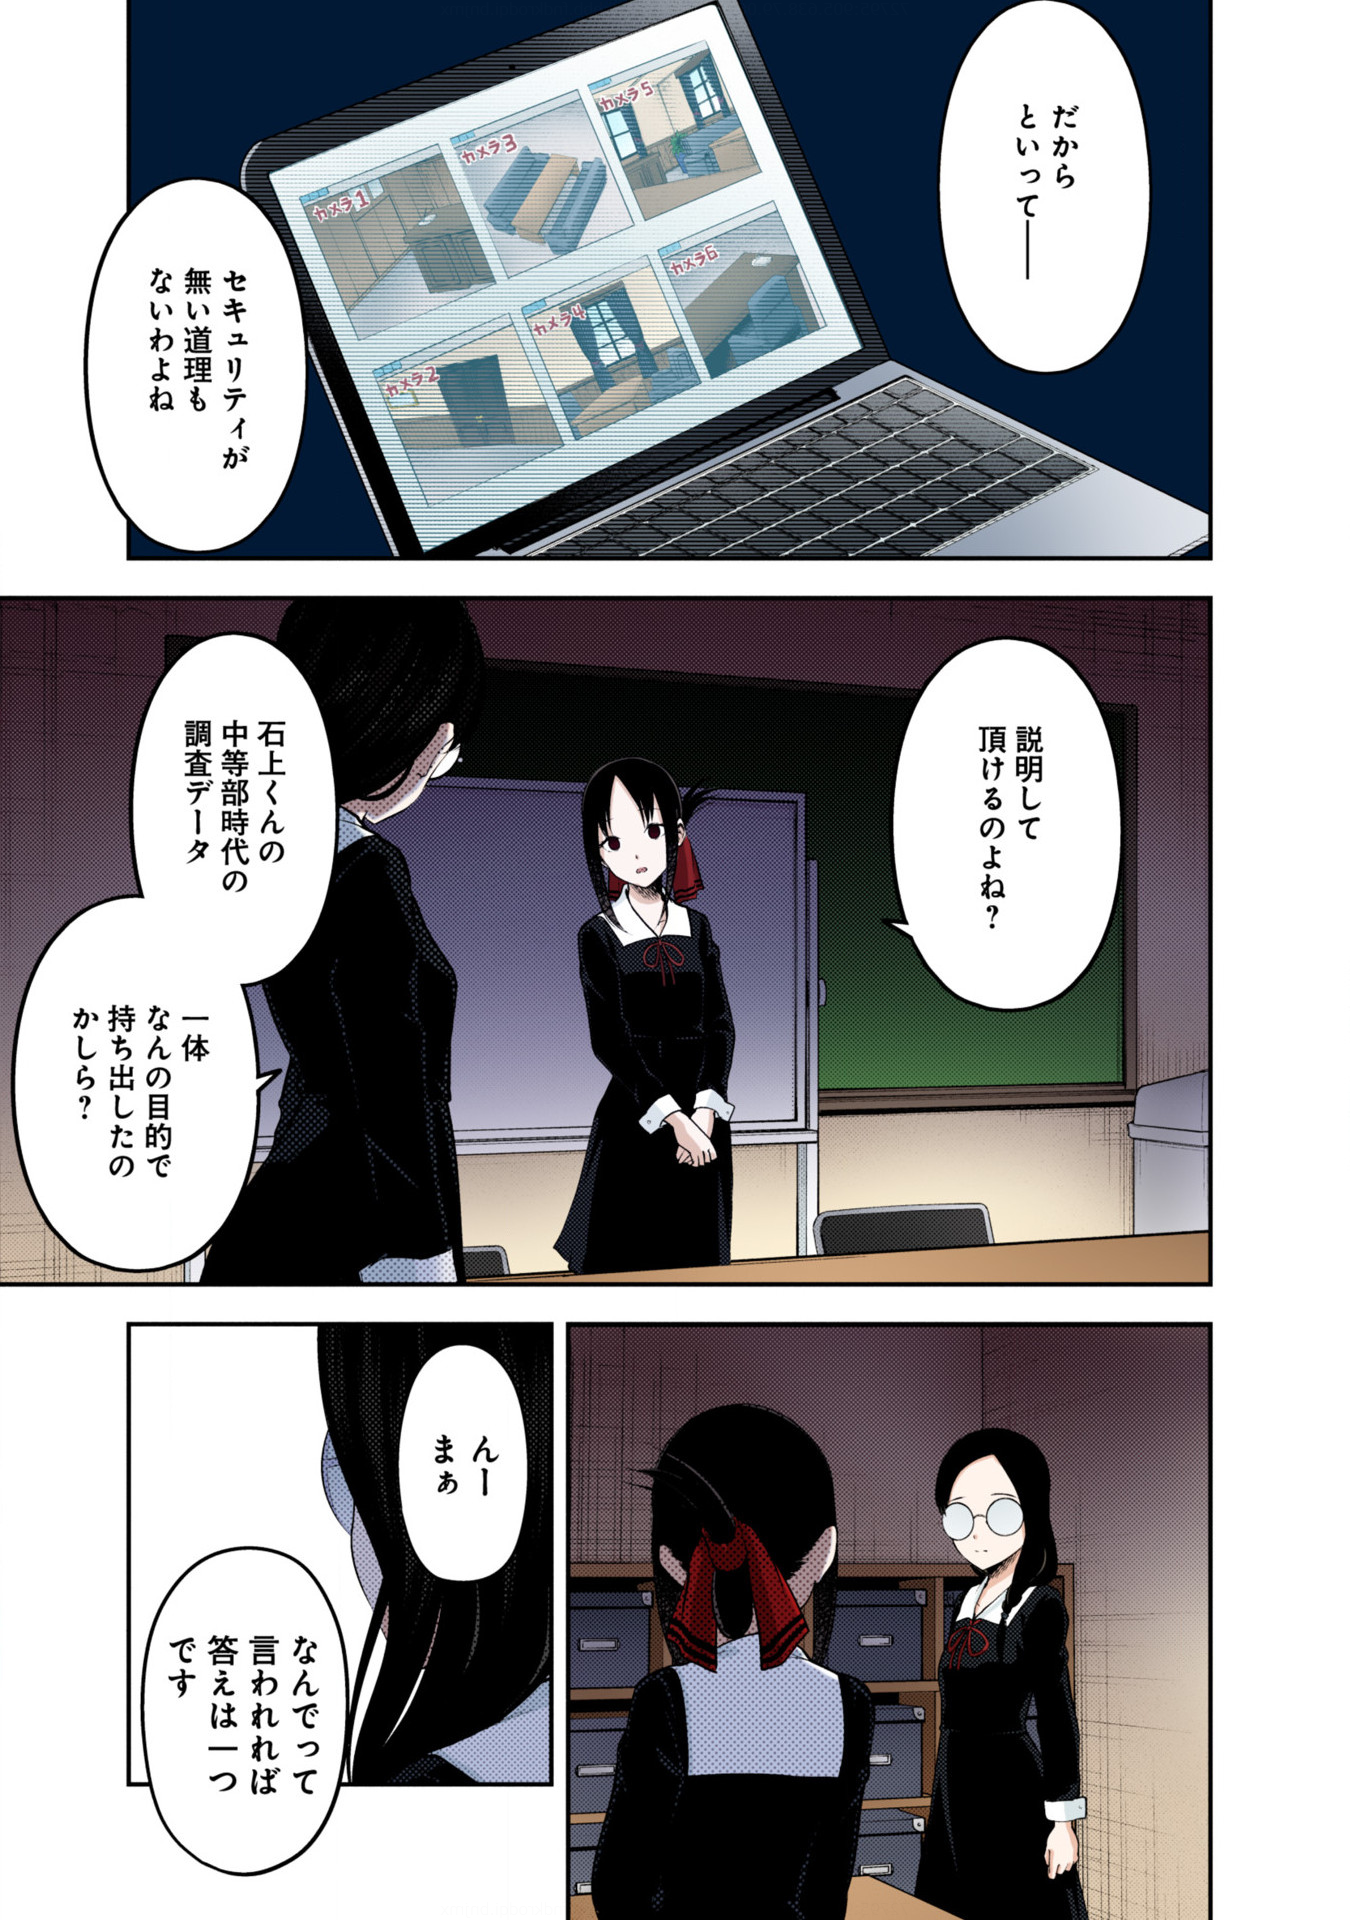 だから
といって──
カメラ5
カメラ3
カメラ1
カメラ6
カメラ4
カメラ2
セキュリティが
無い道理も
ないわよね
説明して
頂けるのよね?
石上くんの
中等部時代の
調査データ
一体
なんの目的で
持ち出したの
かしら?
んー
まぁ
なんでって
言われれば
答えは一つ
です